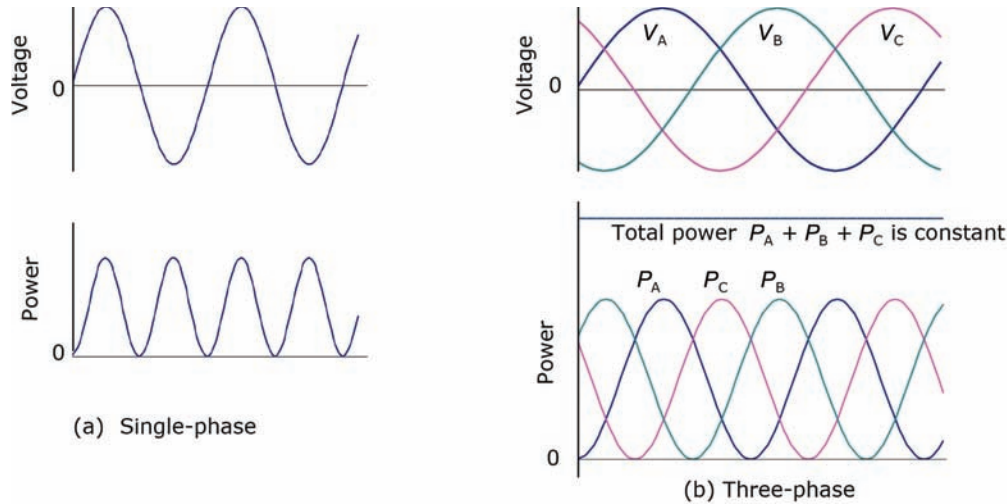 Voltage
0
Power
0
(a) Single-phase
Voltage
0
V_A
V_B
V_C
Total power P_A + P_B + P_C is constant
P_A
P_C
P_B
Power
0
(b) Three-phase